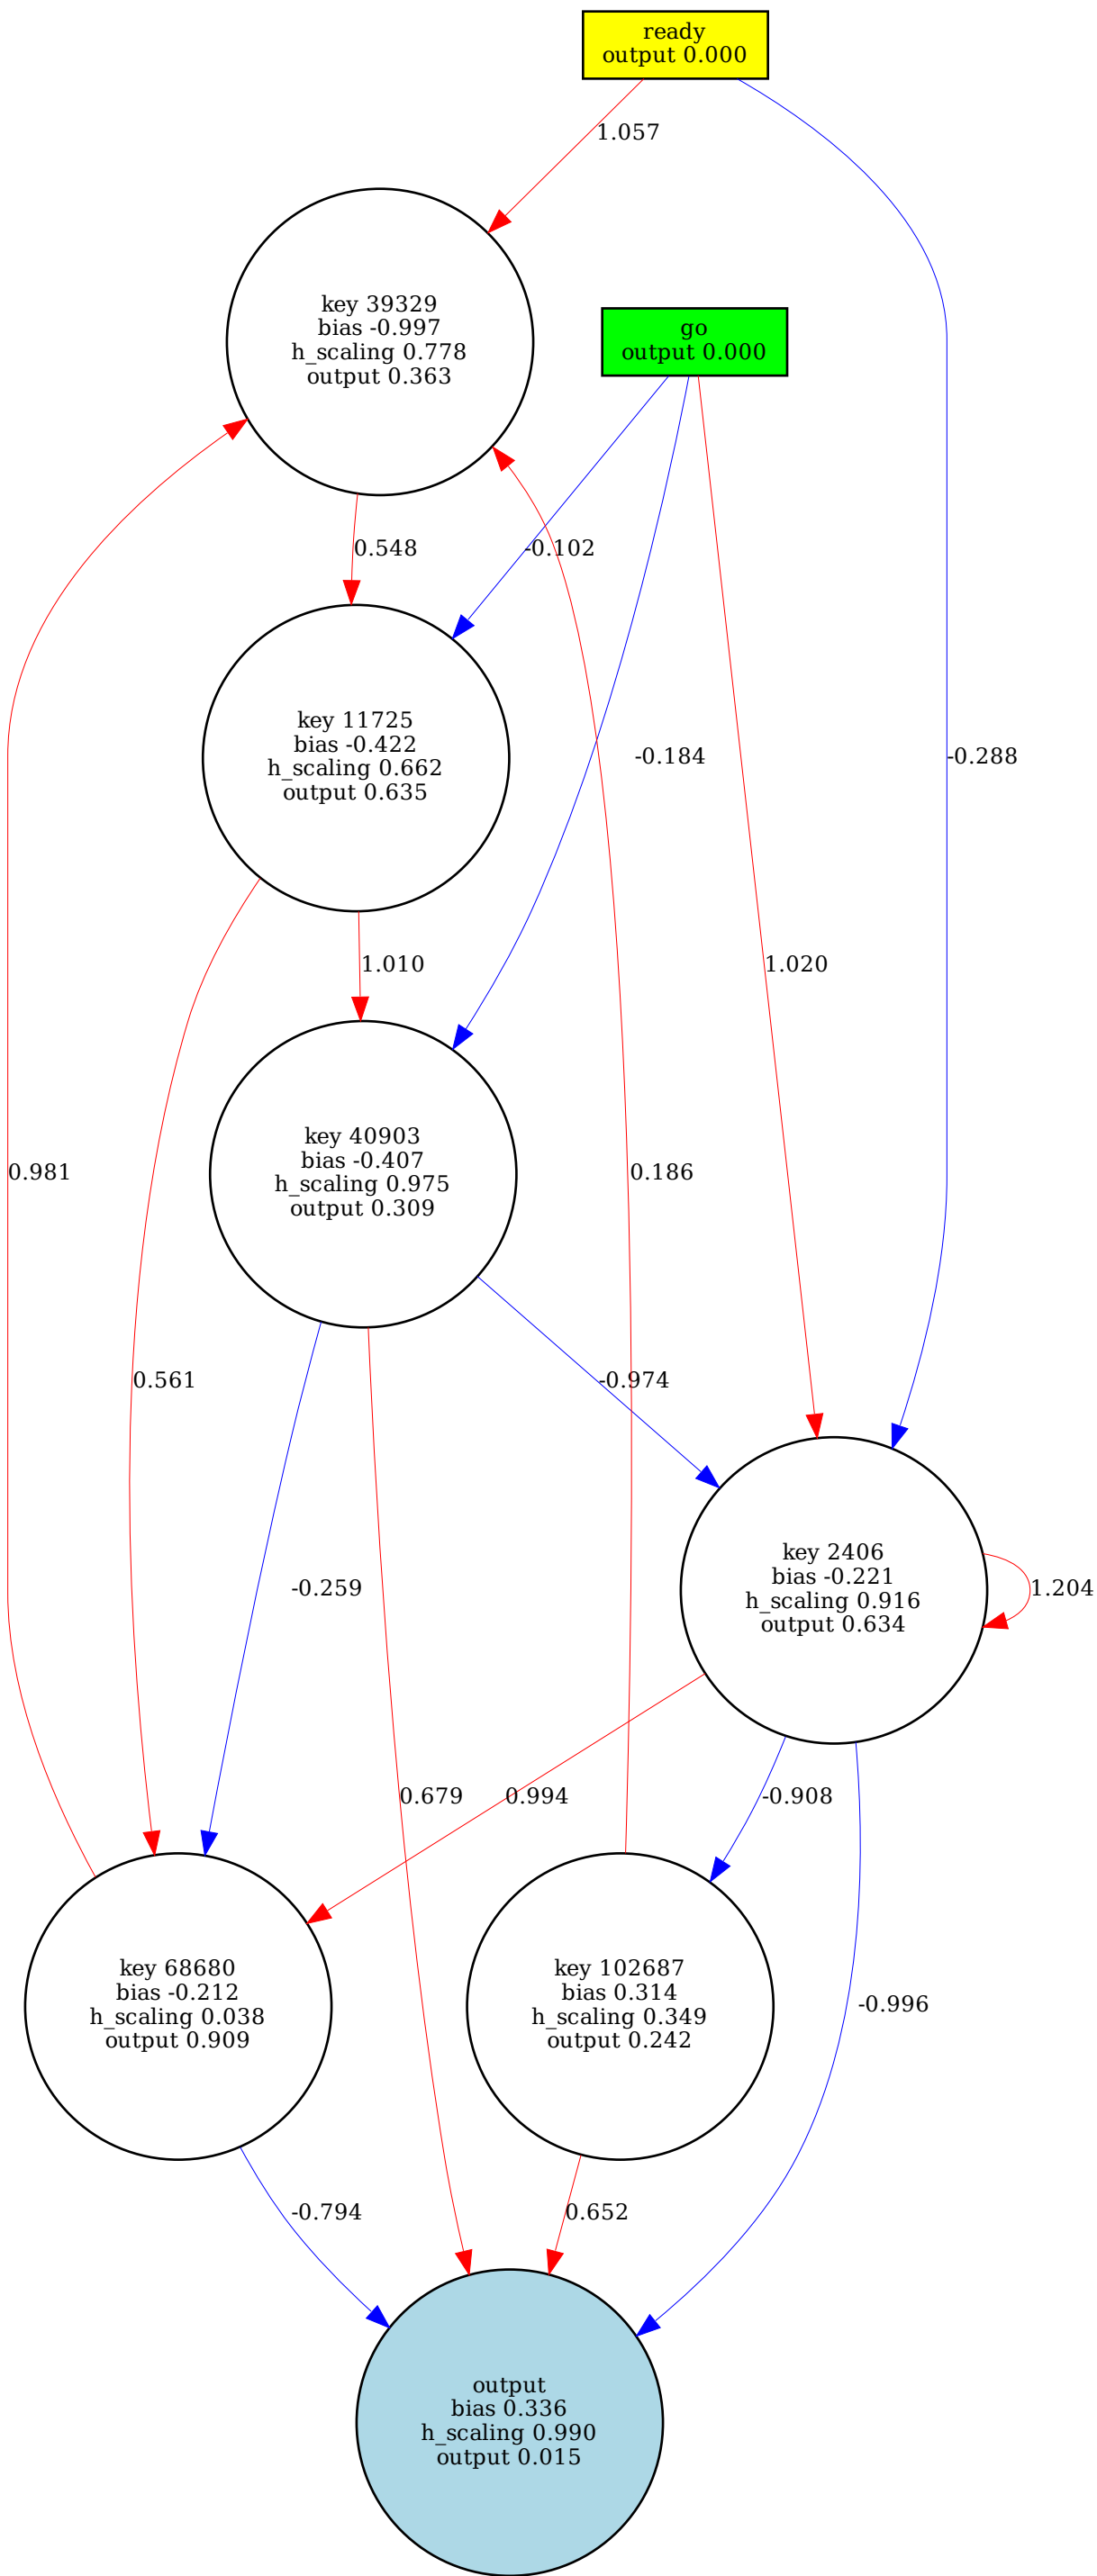 ready
output 0.000
1.057
key 39329
bias -0.997
h_scaling 0.778
output 0.363
go
output 0.000
0.548
-0.102
key 11725
bias -0.422
h_scaling 0.662
output 0.635
-0.184
-0.288
1.010
1.020
key 40903
bias -0.407
h_scaling 0.975
output 0.309
0.981
0.186
0.561
-0.974
key 2406
bias -0.221
h_scaling 0.916
output 0.634
-0.259
1.204
0.679
0.994
-0.908
key 68680
bias -0.212
h_scaling 0.038
output 0.909
key 102687
bias 0.314
h_scaling 0.349
output 0.242
-0.996
-0.794
0.652
output
bias 0.336
h_scaling 0.990
output 0.015